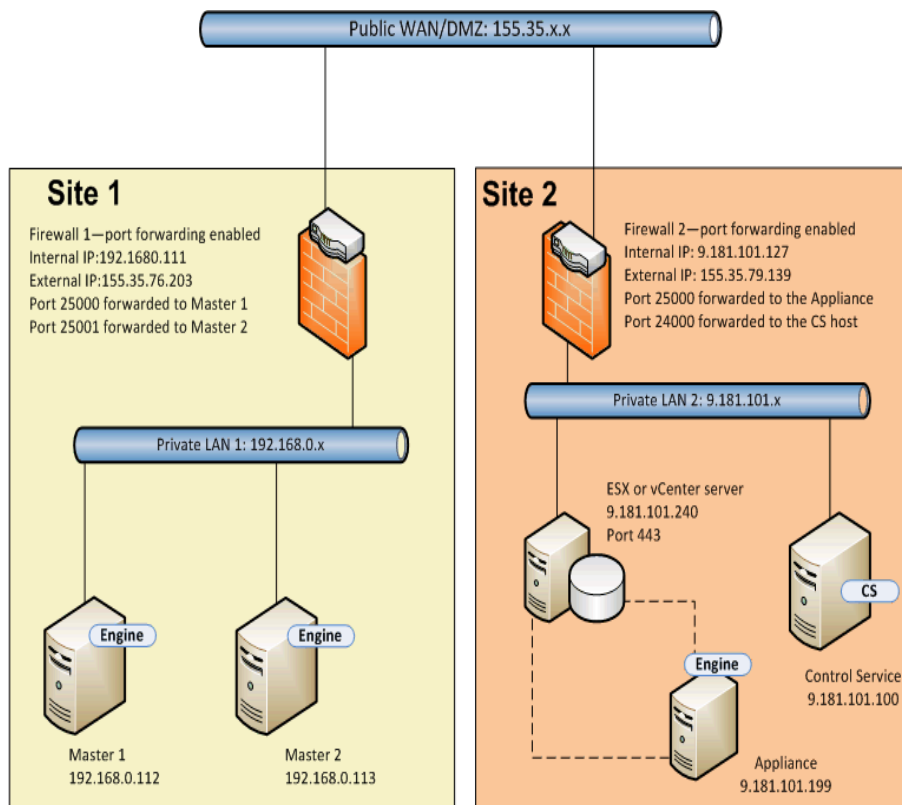 Public WAN/DMZ: 155.35.x.x
Site 1
Firewall 1—port forwarding enabled
Internal IP:192.1680.111
External IP:155.35.76.203
Port 25000 forwarded to Master 1
Port 25001 forwarded to Master 2
Private LAN 1: 192.168.0.x
Engine
Master 1
192.168.0.112
Engine
Master 2
192.168.0.113
Site 2
Firewall 2—port forwarding enabled
Internal IP: 9.181.101.127
External IP: 155.35.79.139
Port 25000 forwarded to the Appliance
Port 24000 forwarded to the CS host
Private LAN 2: 9.181.101.x
ESX or vCenter server
9.181.101.240
Port 443
CS
Control Service
9.181.101.100
Engine
Appliance
9.181.101.199